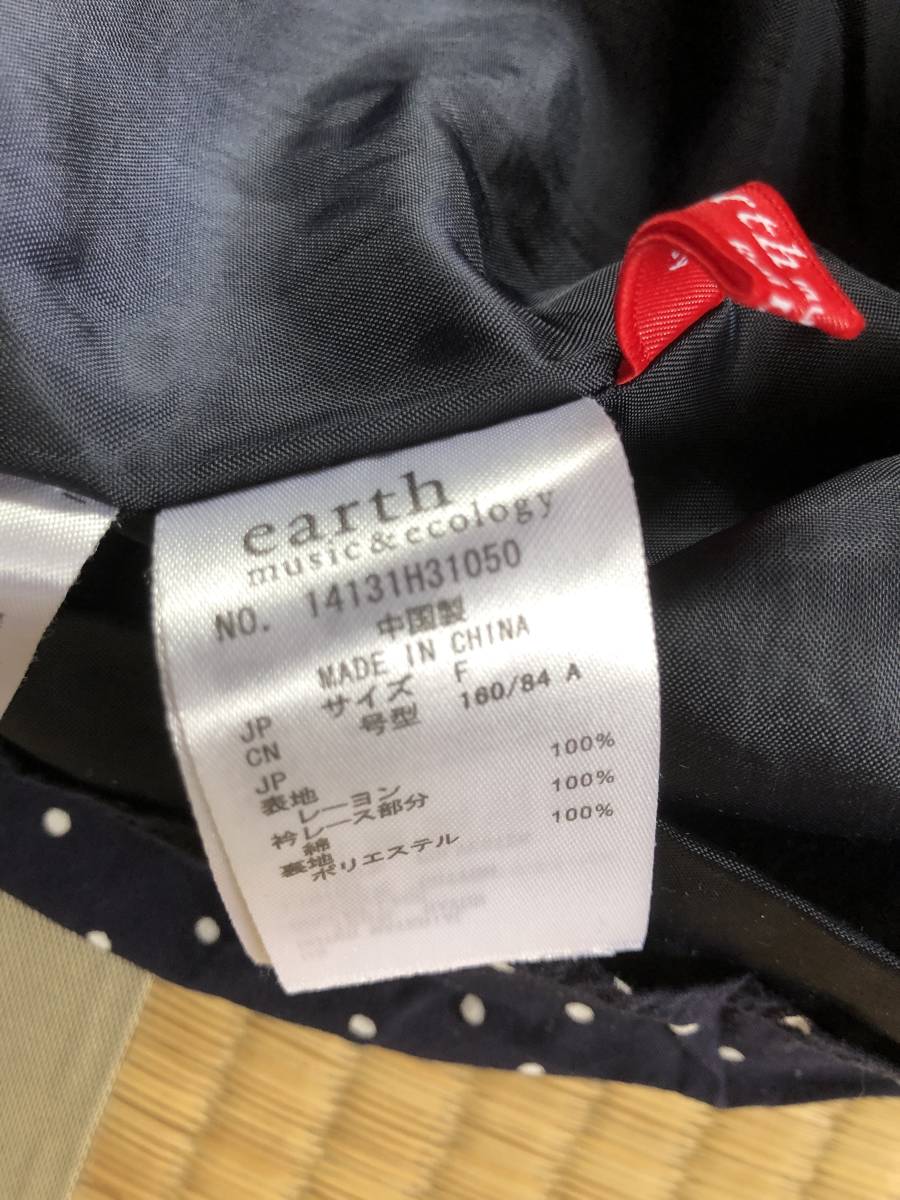 earth
music&ecology
NO. 14131H31050
中国製
MADE IN CHINA
JP サイズ F
CN 号型 160/84 A
JP
表地
レーヨン 100%
衿レース部分
綿 100%
裏地
ポリエステル 100%